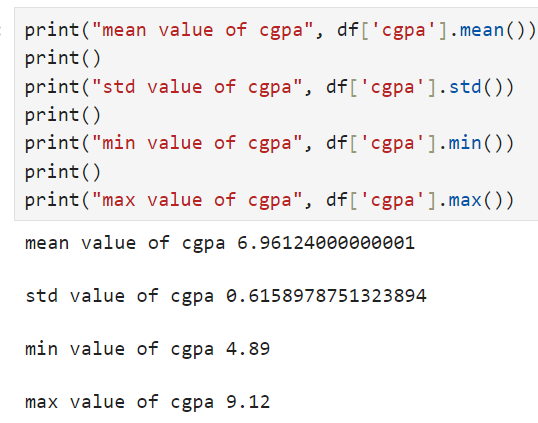 print("mean value of cgpa", df['cgpa'].mean())
print()
print("std value of cgpa", df['cgpa'].std())
print()
print("min value of cgpa", df['cgpa'].min())
print()
print("max value of cgpa", df['cgpa'].max())
mean value of cgpa 6.96124000000001
std value of cgpa 0.6158978751323894
min value of cgpa 4.89
max value of cgpa 9.12